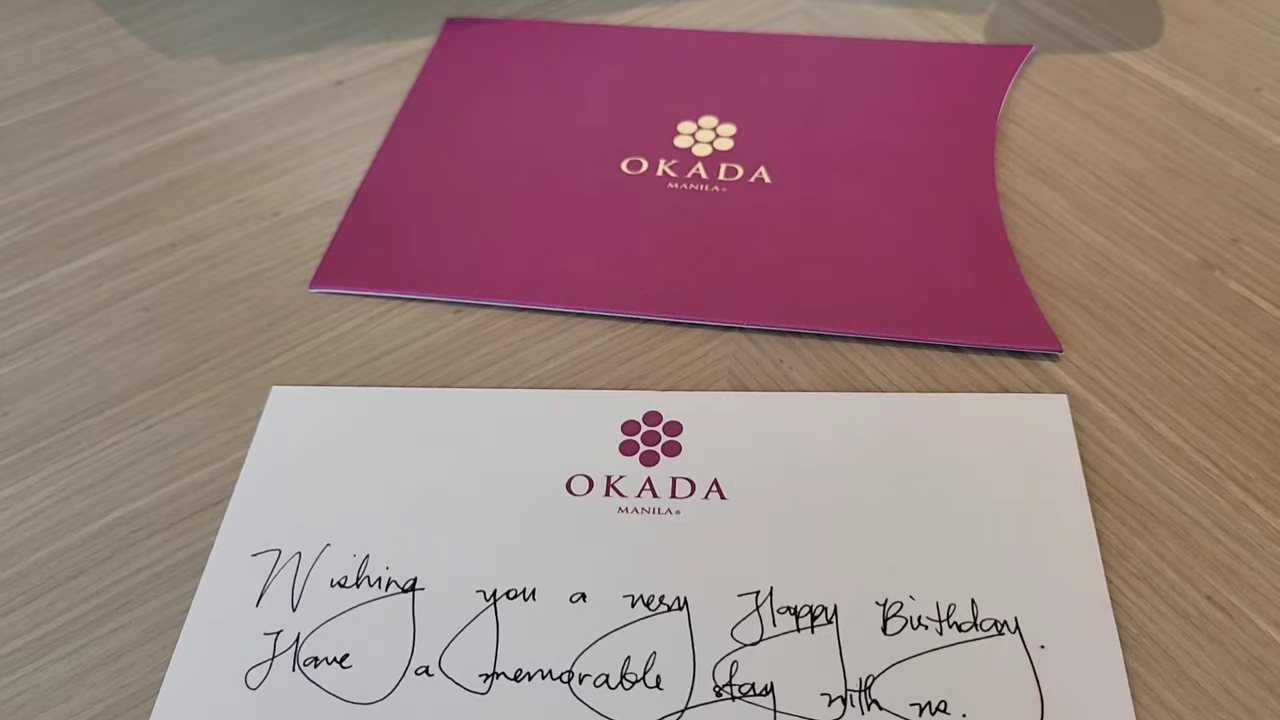 OKADA
MANILA®
OKADA
MANILA®
Wishing you a very Happy Birthday.
Have a memorable stay with us.